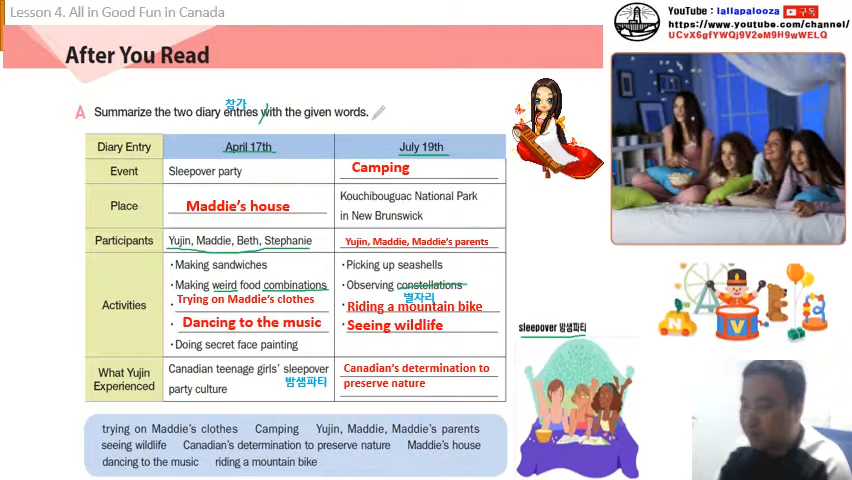 Lesson 4. All in Good Fun in Canada
YouTube : lallapalooza 구독
https://www.youtube.com/channel/
UCvX6gfYWQj9V2eM9H9wWELQ
After You Read
참가
A Summarize the two diary entries with the given words.
Diary Entry April 17th July 19th
Event Sleepover party Camping
Place Maddie's house Kouchibouguac National Park
in New Brunswick
Participants Yujin, Maddie, Beth, Stephanie Yujin, Maddie, Maddie's parents
Activities
·Making sandwiches
·Making weird food combinations
·Trying on Maddie's clothes
·Dancing to the music
·Doing secret face painting
·Picking up seashells
·Observing constellations
별자리
·Riding a mountain bike
·Seeing wildlife
What Yujin
Experienced
Canadian teenage girls' sleepover
party culture 밤샘파티
Canadian's determination to
preserve nature
sleepover 밤샘파티
trying on Maddie's clothes Camping Yujin, Maddie, Maddie's parents
seeing wildlife Canadian's determination to preserve nature Maddie's house
dancing to the music riding a mountain bike
N A V E R